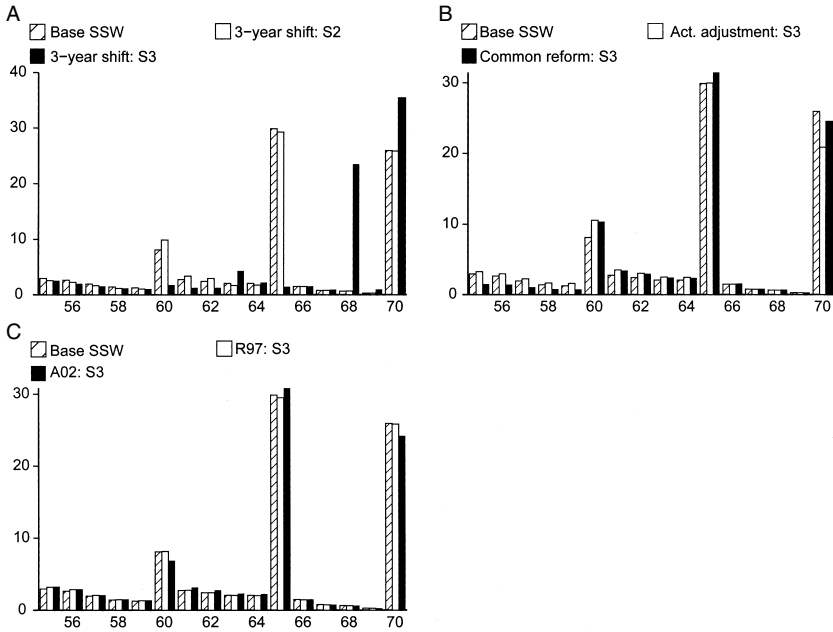 A
Base SSW
3-year shift: S2
3-year shift: S3
40
30
20
10
0
56 58 60 62 64 66 68 70
B
Base SSW
Act. adjustment: S3
Common reform: S3
30
20
10
0
56 58 60 62 64 66 68 70
C
Base SSW
R97: S3
A02: S3
30
20
10
0
56 58 60 62 64 66 68 70